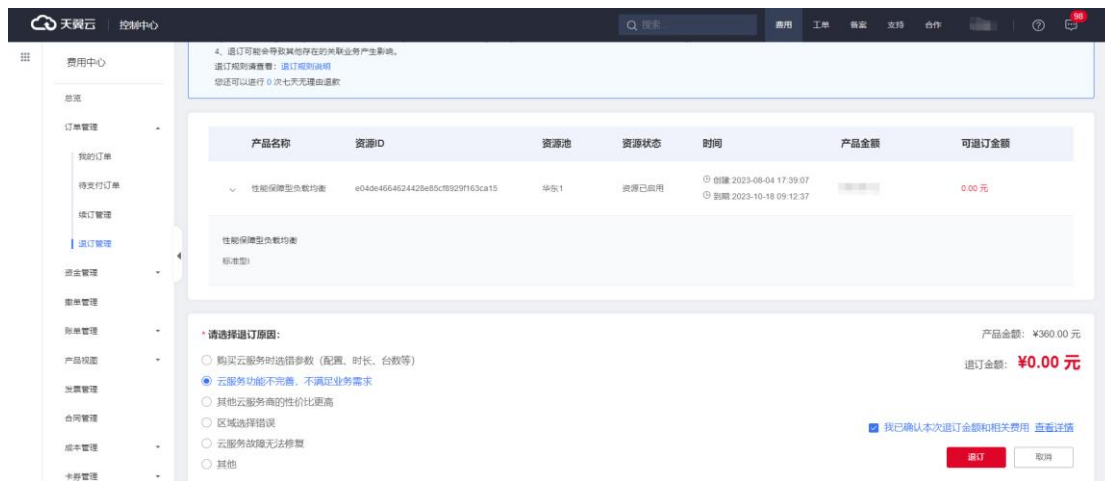 天翼云 控制中心 搜索... 费用 工单 备案 支持 合作 98
费用中心
总览
订单管理
我的订单
待支付订单
续订管理
退订管理
资金管理
撤单管理
账单管理
产品视图
发票管理
合同管理
成本管理
卡券管理
4、退订可能会导致其他存在的关联业务产生影响。
退订规则请查看：退订规则说明
您还可以进行 0 次七天无理由退款
产品名称 资源ID 资源池 资源状态 时间 产品金额 可退订金额
性能保障型负载均衡 e04de4664624428e85cf8929f163ca15 华东1 资源已启用 创建:2023-08-04 17:39:07 0.00 元
到期:2023-10-18 09:12:37
性能保障型负载均衡
标准型I
* 请选择退订原因：
购买云服务时选错参数（配置、时长、台数等）
云服务功能不完善，不满足业务需求
其他云服务商的性价比更高
区域选择错误
云服务故障无法修复
其他
产品金额： ¥360.00 元
退订金额： ¥0.00 元
我已确认本次退订金额和相关费用 查看详情
退订 取消